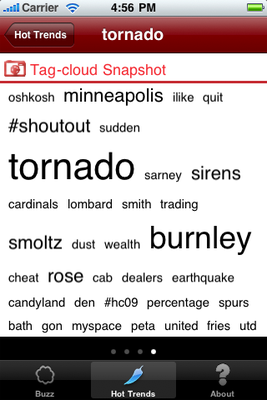 Carrier 4:56 PM
Hot Trends tornado
Tag-cloud Snapshot
oshkosh minneapolis ilike quit
#shoutout sudden
tornado sarney sirens
cardinals lombard smith trading
smoltz dust wealth burnley
cheat rose cab dealers earthquake
candyland den #hc09 percentage spurs
bath gon myspace peta united fries utd
Buzz Hot Trends About